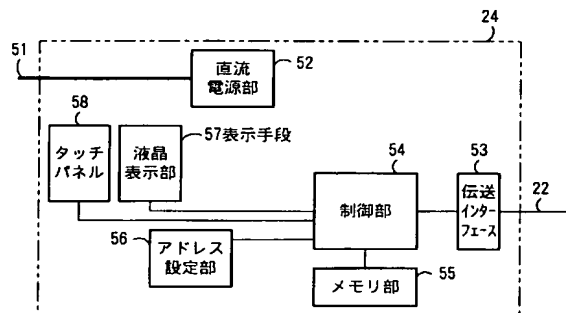 51
24
直流
電源部
52
58
タッチ
パネル
液晶
表示部
57表示手段
54
制御部
53
伝送
インター
フェース
22
56
アドレス
設定部
メモリ部
55